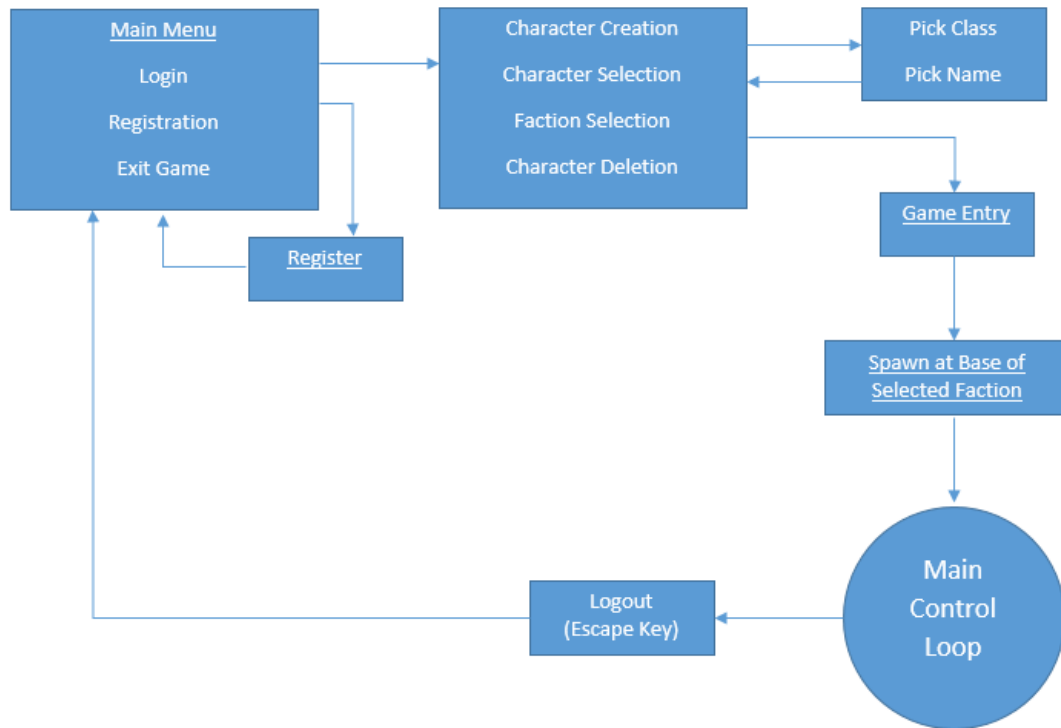 Main Menu
Login
Registration
Exit Game
Character Creation
Character Selection
Faction Selection
Character Deletion
Pick Class
Pick Name
Register
Game Entry
Spawn at Base of
Selected Faction
Main
Control
Loop
Logout
(Escape Key)